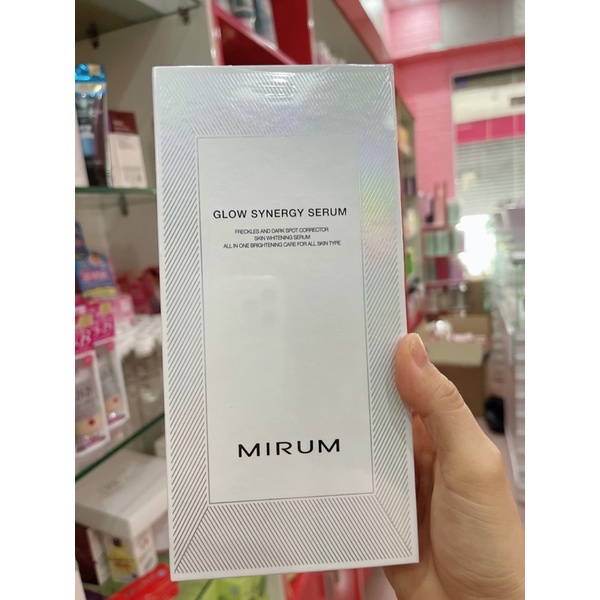 GLOW SYNERGY SERUM
FRECKLES AND DARK SPOT CORRECTOR
SKIN WHITENING SERUM
ALL IN ONE BRIGHTENING CARE FOR ALL SKIN TYPE
MIRUM